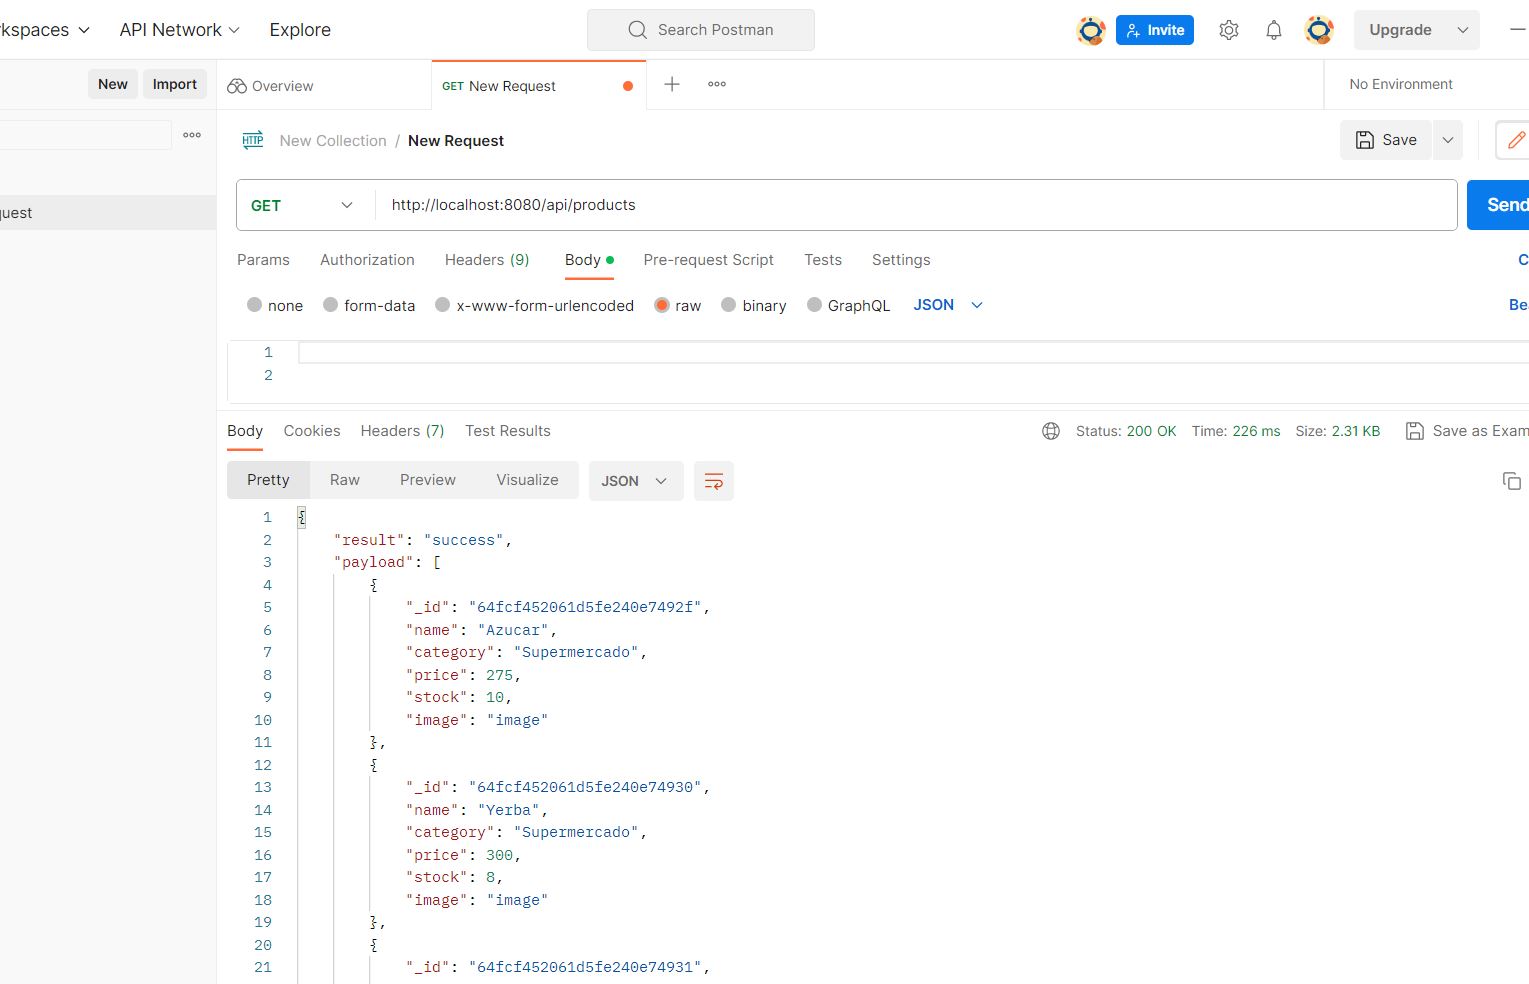 kspaces API Network Explore Search Postman Invite Upgrade
New Import Overview GET New Request No Environment
HTTP New Collection / New Request Save
uest
GET http://localhost:8080/api/products Send
Params Authorization Headers (9) Body Pre-request Script Tests Settings C
none form-data x-www-form-urlencoded raw binary GraphQL JSON Be
1
2
Body Cookies Headers (7) Test Results Status: 200 OK Time: 226 ms Size: 2.31 KB Save as Exam
Pretty Raw Preview Visualize JSON
1 {
2 "result": "success",
3 "payload": [
4 {
5 "_id": "64fcf452061d5fe240e7492f",
6 "name": "Azucar",
7 "category": "Supermercado",
8 "price": 275,
9 "stock": 10,
10 "image": "image"
11 },
12 {
13 "_id": "64fcf452061d5fe240e74930",
14 "name": "Yerba",
15 "category": "Supermercado",
16 "price": 300,
17 "stock": 8,
18 "image": "image"
19 },
20 {
21 "_id": "64fcf452061d5fe240e74931",